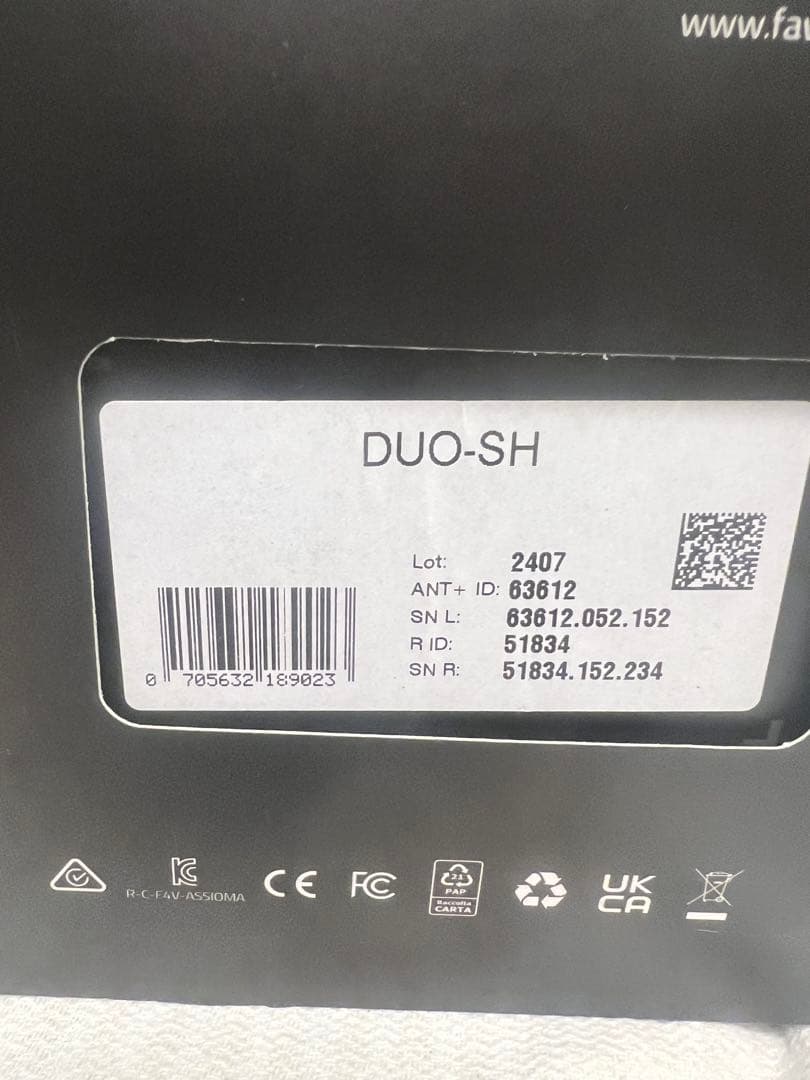 www.fav
DUO-SH
Lot: 2407
ANT+ ID: 63612
SN L: 63612.052.152
R ID: 51834
SN R: 51834.152.234
0 705632 189023
R-C-F4V-ASSIOMA
CE
FC
21
PAP
Raccolta
CARTA
UK
CA